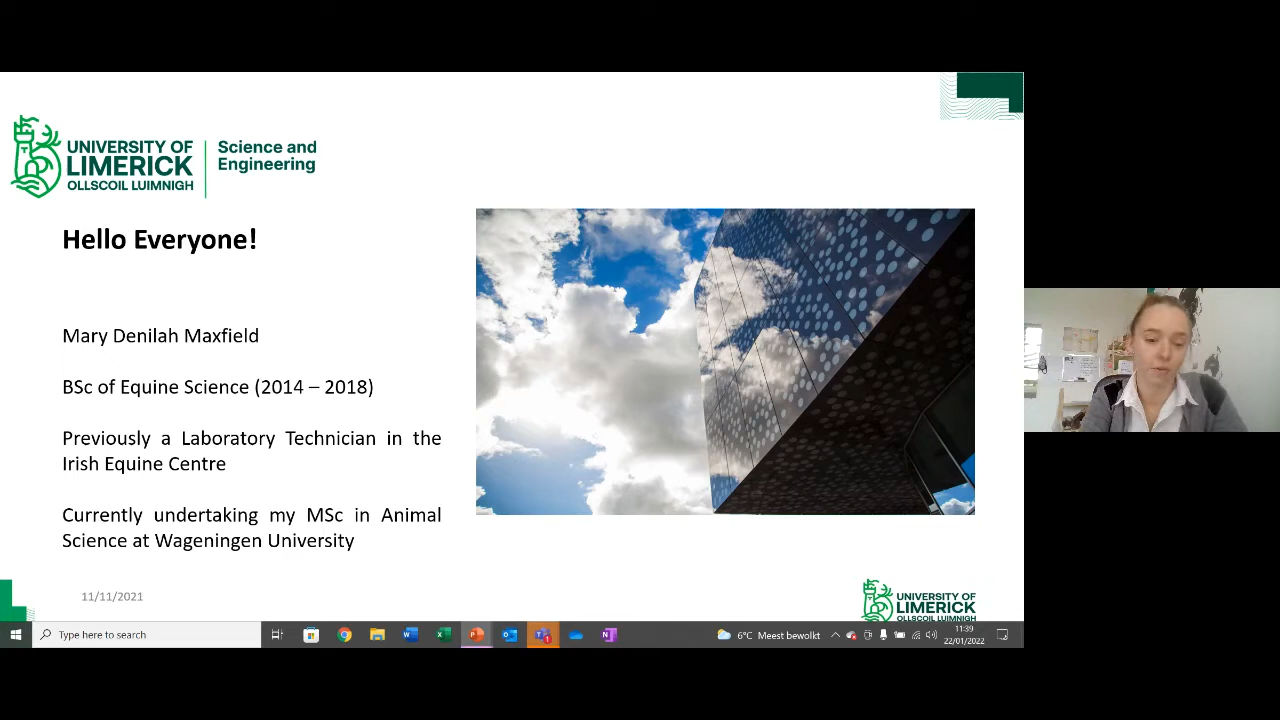 UNIVERSITY OF
LIMERICK
OLLSCOIL LUIMNIGH
Science and
Engineering
Hello Everyone!
Mary Denilah Maxfield
BSc of Equine Science (2014 – 2018)
Previously a Laboratory Technician in the
Irish Equine Centre
Currently undertaking my MSc in Animal
Science at Wageningen University
11/11/2021
UNIVERSITY OF
LIMERICK
OLLSCOIL LUIMNIGH
Type here to search
6°C Meest bewolkt
11:39
22/01/2022